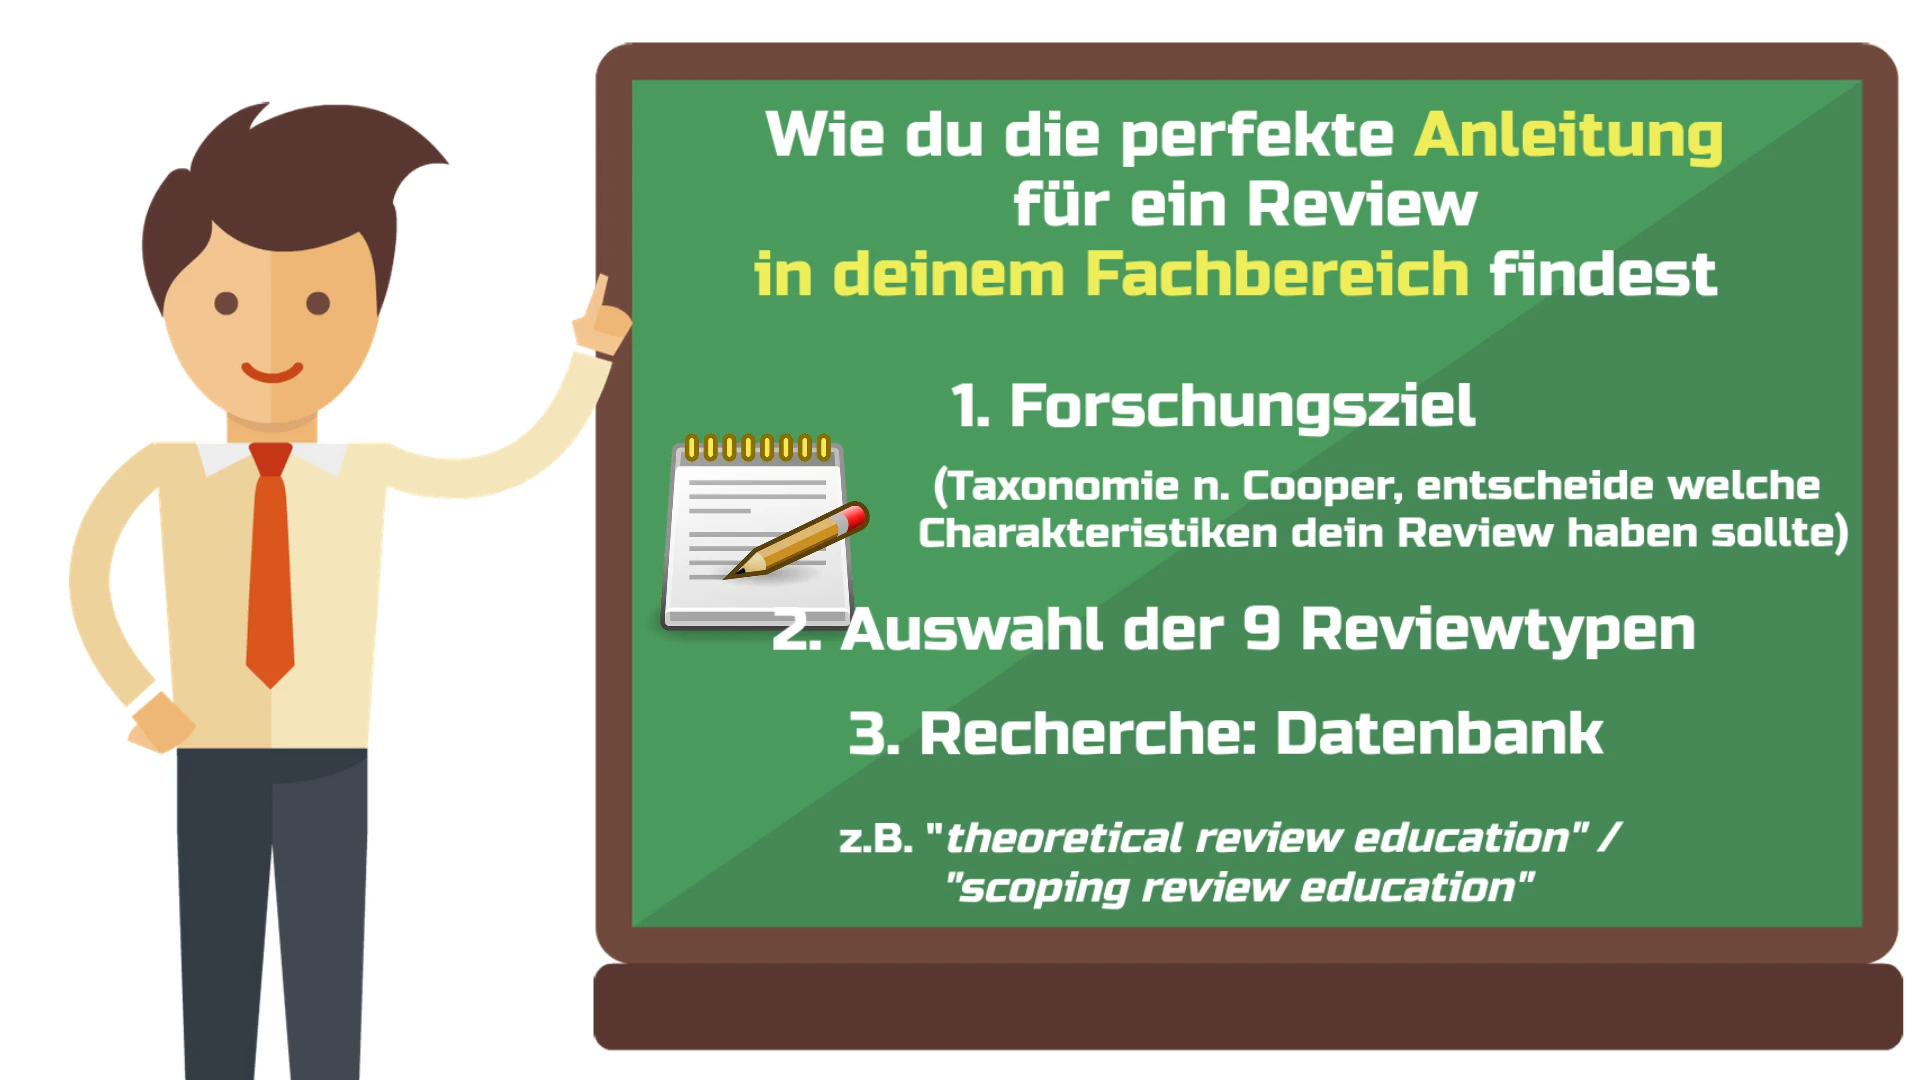 Wie du die perfekte Anleitung
für ein Review
in deinem Fachbereich findest
1. Forschungsziel
(Taxonomie n. Cooper, entscheide welche
Charakteristiken dein Review haben sollte)
2. Auswahl der 9 Reviewtypen
3. Recherche: Datenbank
z.B. "theoretical review education" /
"scoping review education"